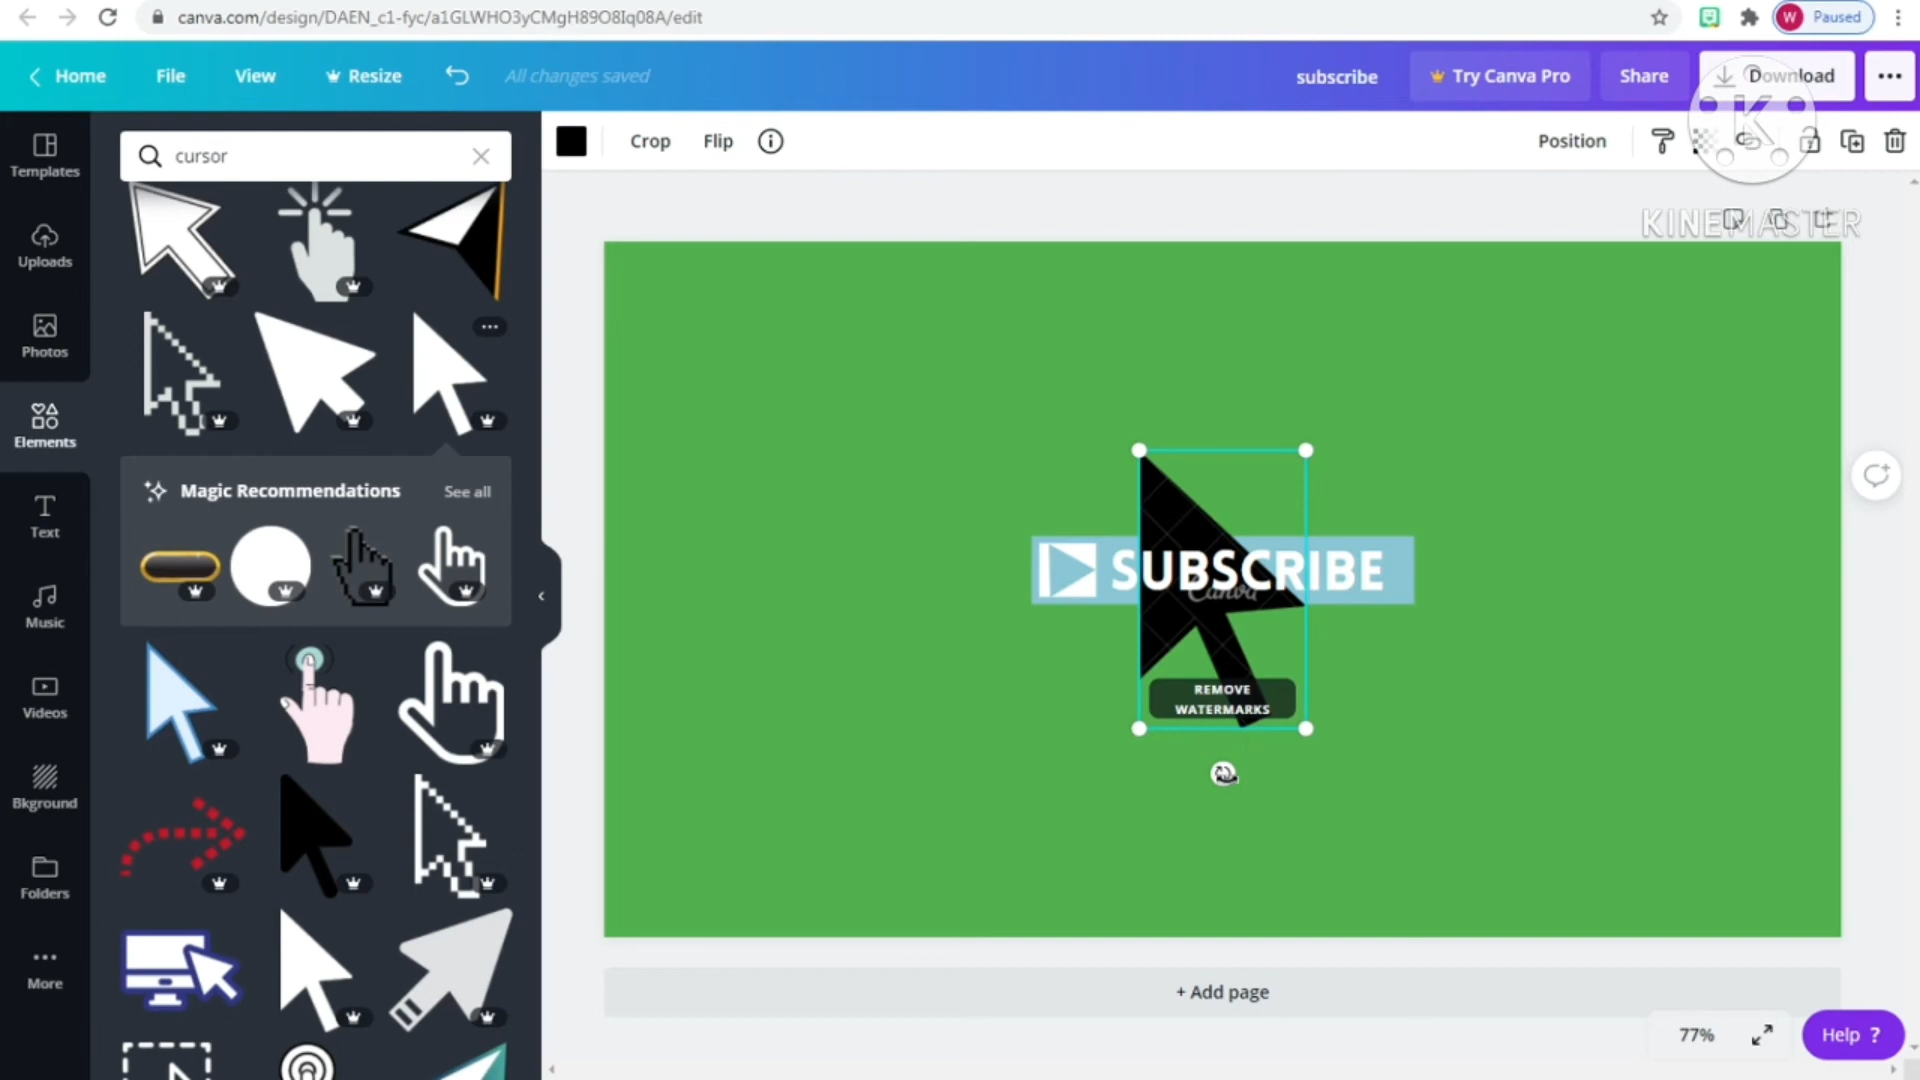 canva.com/design/DAEN_c1-fyc/a1GLWHO3yCMgH89O8Iq08A/edit
W Paused
Home File View Resize All changes saved subscribe Try Canva Pro Share Download
cursor
Crop Flip Position
K
KINEMASTER
Templates
Uploads
Photos
Elements
Text
Music
Videos
Bkground
Folders
More
Magic Recommendations See all
SUBSCRIBE
Canva
REMOVE
WATERMARKS
+ Add page
77%
Help ?